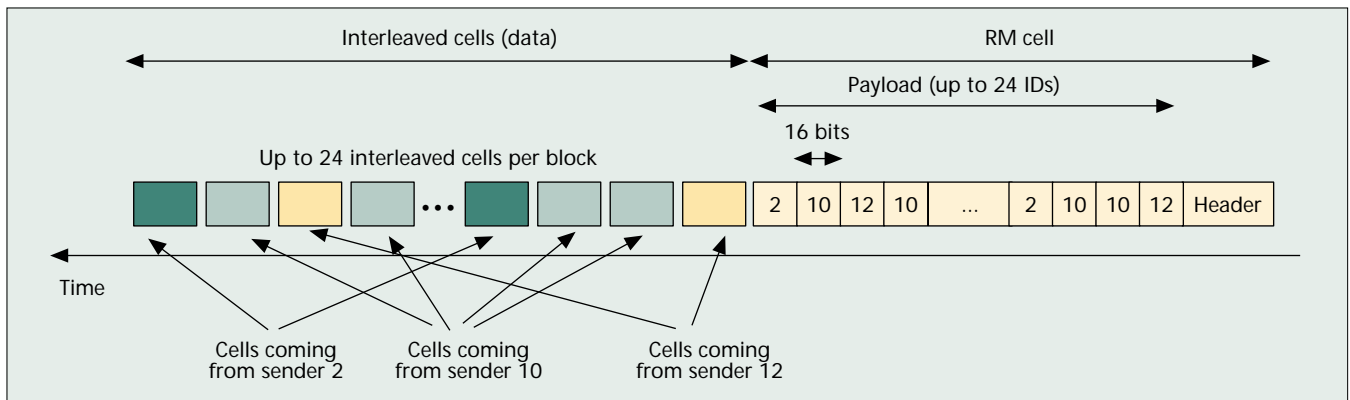 Interleaved cells (data)
RM cell
Payload (up to 24 IDs)
16 bits
Up to 24 interleaved cells per block
•••
2 10 12 10 ... 2 10 10 12 Header
Time
Cells coming
from sender 2
Cells coming
from sender 10
Cells coming
from sender 12